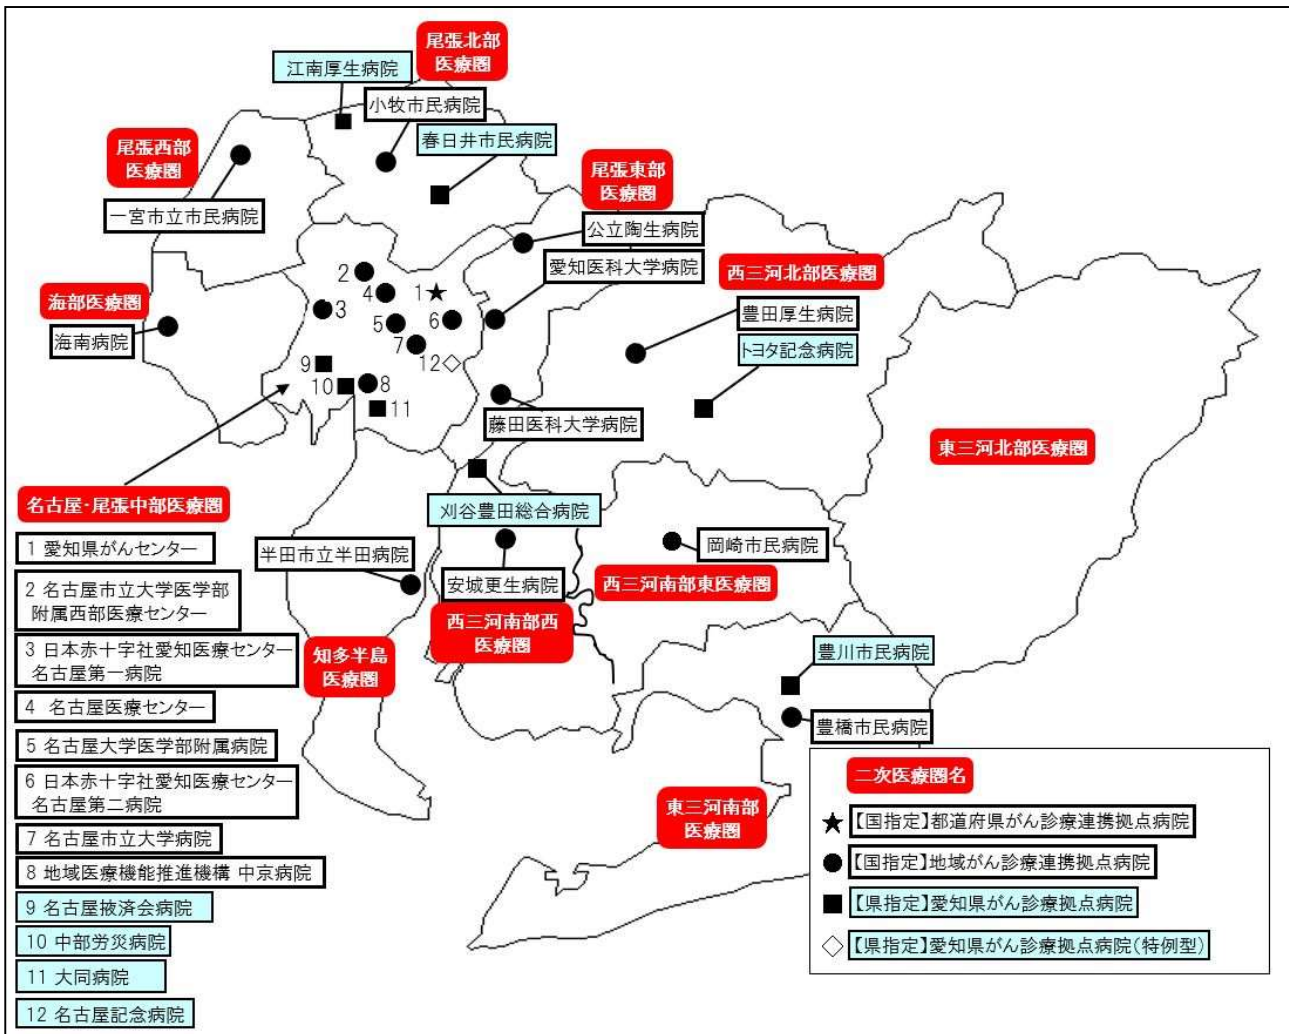 尾張北部
医療圏
江南厚生病院
小牧市民病院
春日井市民病院
尾張西部
医療圏
一宮市立市民病院
尾張東部
医療圏
公立陶生病院
愛知医科大学病院
西三河北部医療圏
豊田厚生病院
トヨタ記念病院
海部医療圏
海南病院
2
4
1
3
5
6
7
12
9
10
8
11
藤田医科大学病院
東三河北部医療圏
刈谷豊田総合病院
半田市立半田病院
安城更生病院
岡崎市民病院
西三河南部東医療圏
西三河南部西
医療圏
知多半島
医療圏
豊川市民病院
豊橋市民病院
東三河南部
医療圏
名古屋・尾張中部医療圏
1 愛知県がんセンター
2 名古屋市立大学医学部
附属西部医療センター
3 日本赤十字社愛知医療センター
名古屋第一病院
4 名古屋医療センター
5 名古屋大学医学部附属病院
6 日本赤十字社愛知医療センター
名古屋第二病院
7 名古屋市立大学病院
8 地域医療機能推進機構 中京病院
9 名古屋掖済会病院
10 中部労災病院
11 大同病院
12 名古屋記念病院
二次医療圏名
★ 【国指定】都道府県がん診療連携拠点病院
● 【国指定】地域がん診療連携拠点病院
■ 【県指定】愛知県がん診療拠点病院
◇ 【県指定】愛知県がん診療拠点病院(特例型)